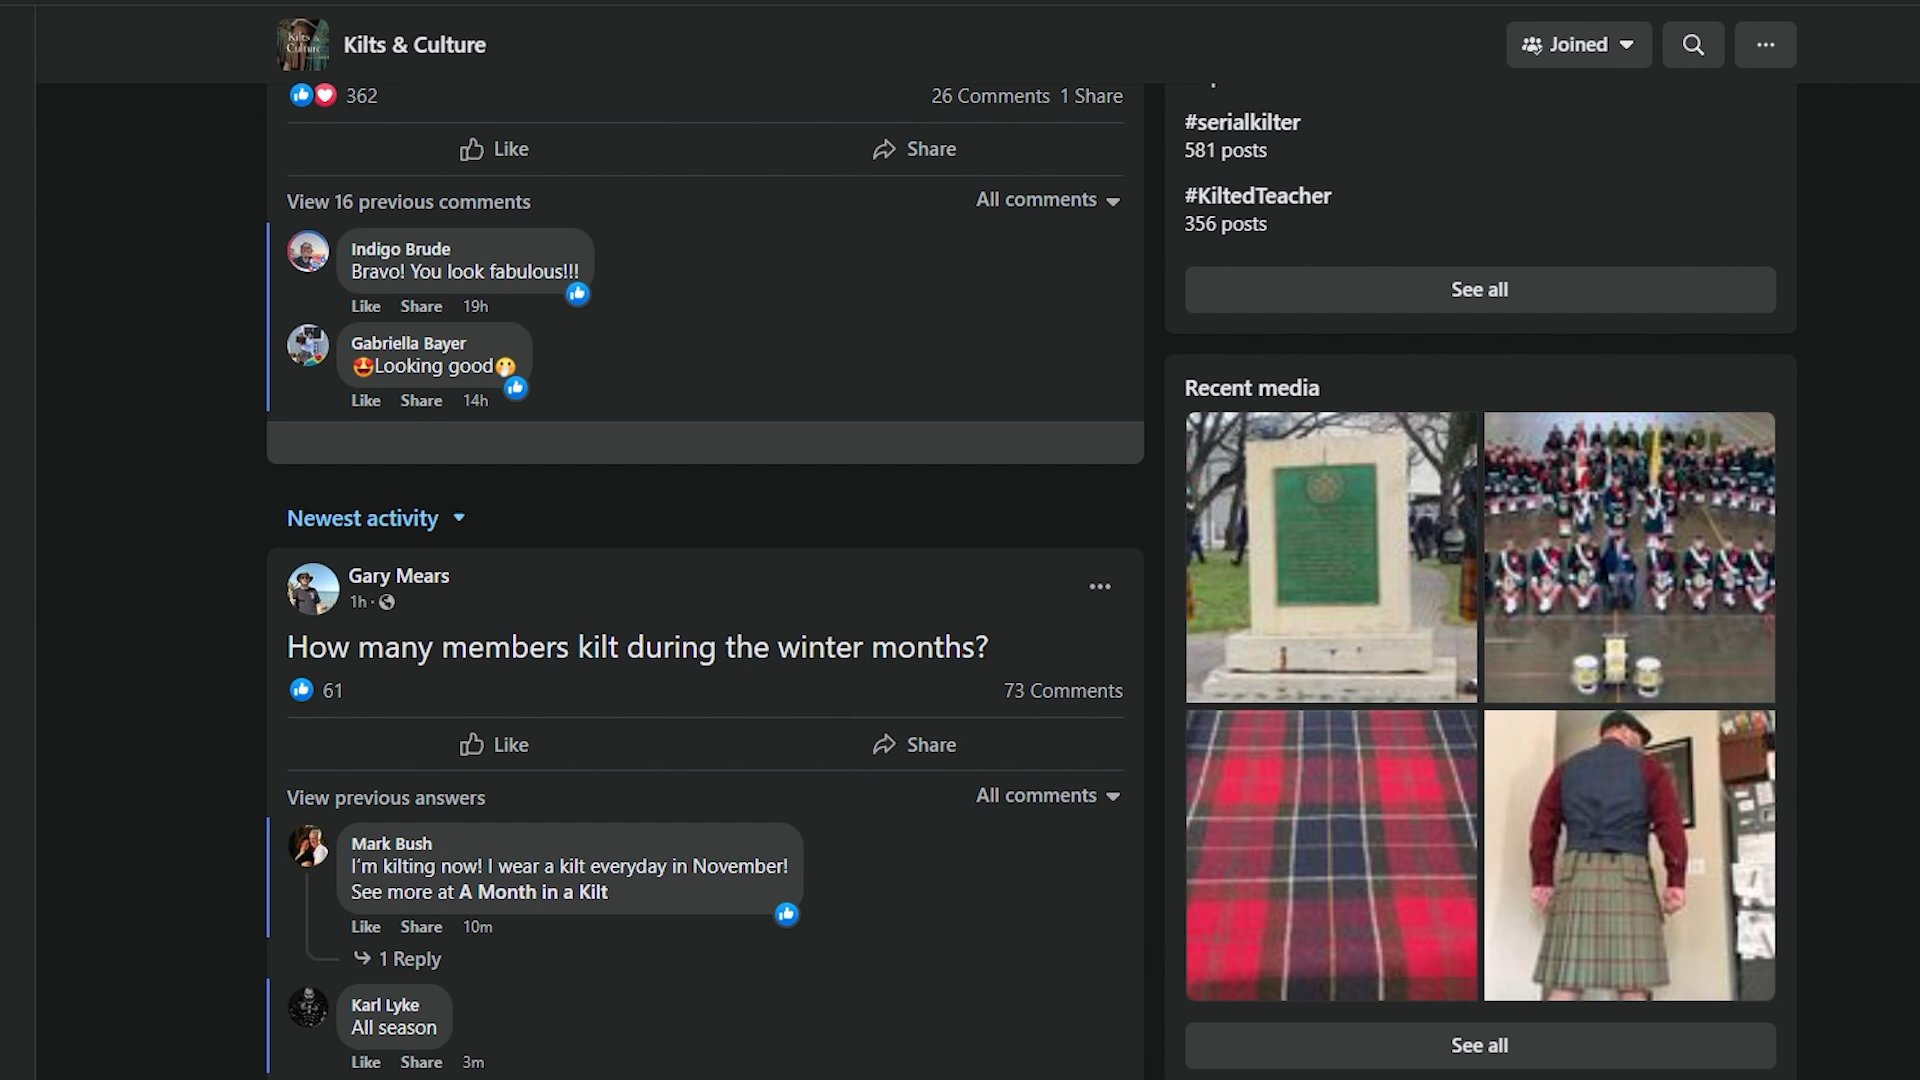 Kilts & Culture
Kilts & Culture
Joined
362
26 Comments 1 Share
Like
Share
View 16 previous comments
All comments
Indigo Brude
Bravo! You look fabulous!!!
Like Share 19h
Gabriella Bayer
🤩Looking good🫢
Like Share 14h
Newest activity
Gary Mears
1h ·
How many members kilt during the winter months?
61
73 Comments
Like
Share
View previous answers
All comments
Mark Bush
I'm kilting now! I wear a kilt everyday in November!
See more at A Month in a Kilt
Like Share 10m
1 Reply
Karl Lyke
All season
Like Share 3m
#serialkilter
581 posts
#KiltedTeacher
356 posts
See all
Recent media
See all